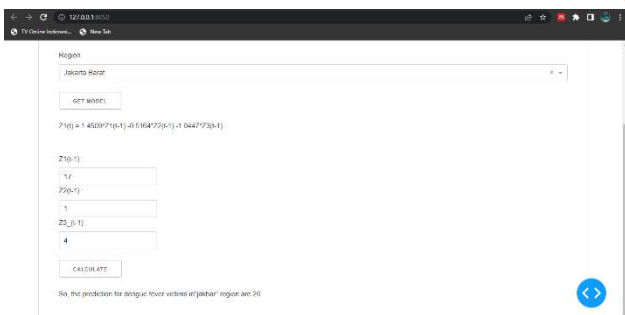 127.0.0.1:8050
TV Online Indonesi... New Tab
Region
Jakarta Barat
GET MODEL
Z1(t) = 1.4509*Z1(t-1) -0.5164*Z2(t-1) -1.0447*Z3(t-1)
Z1(t-1) :
17
Z2(t-1) :
1
Z3_(t-1) :
4
CALCULATE
So, the prediction for dengue fever victims in"jakbar" region are 20